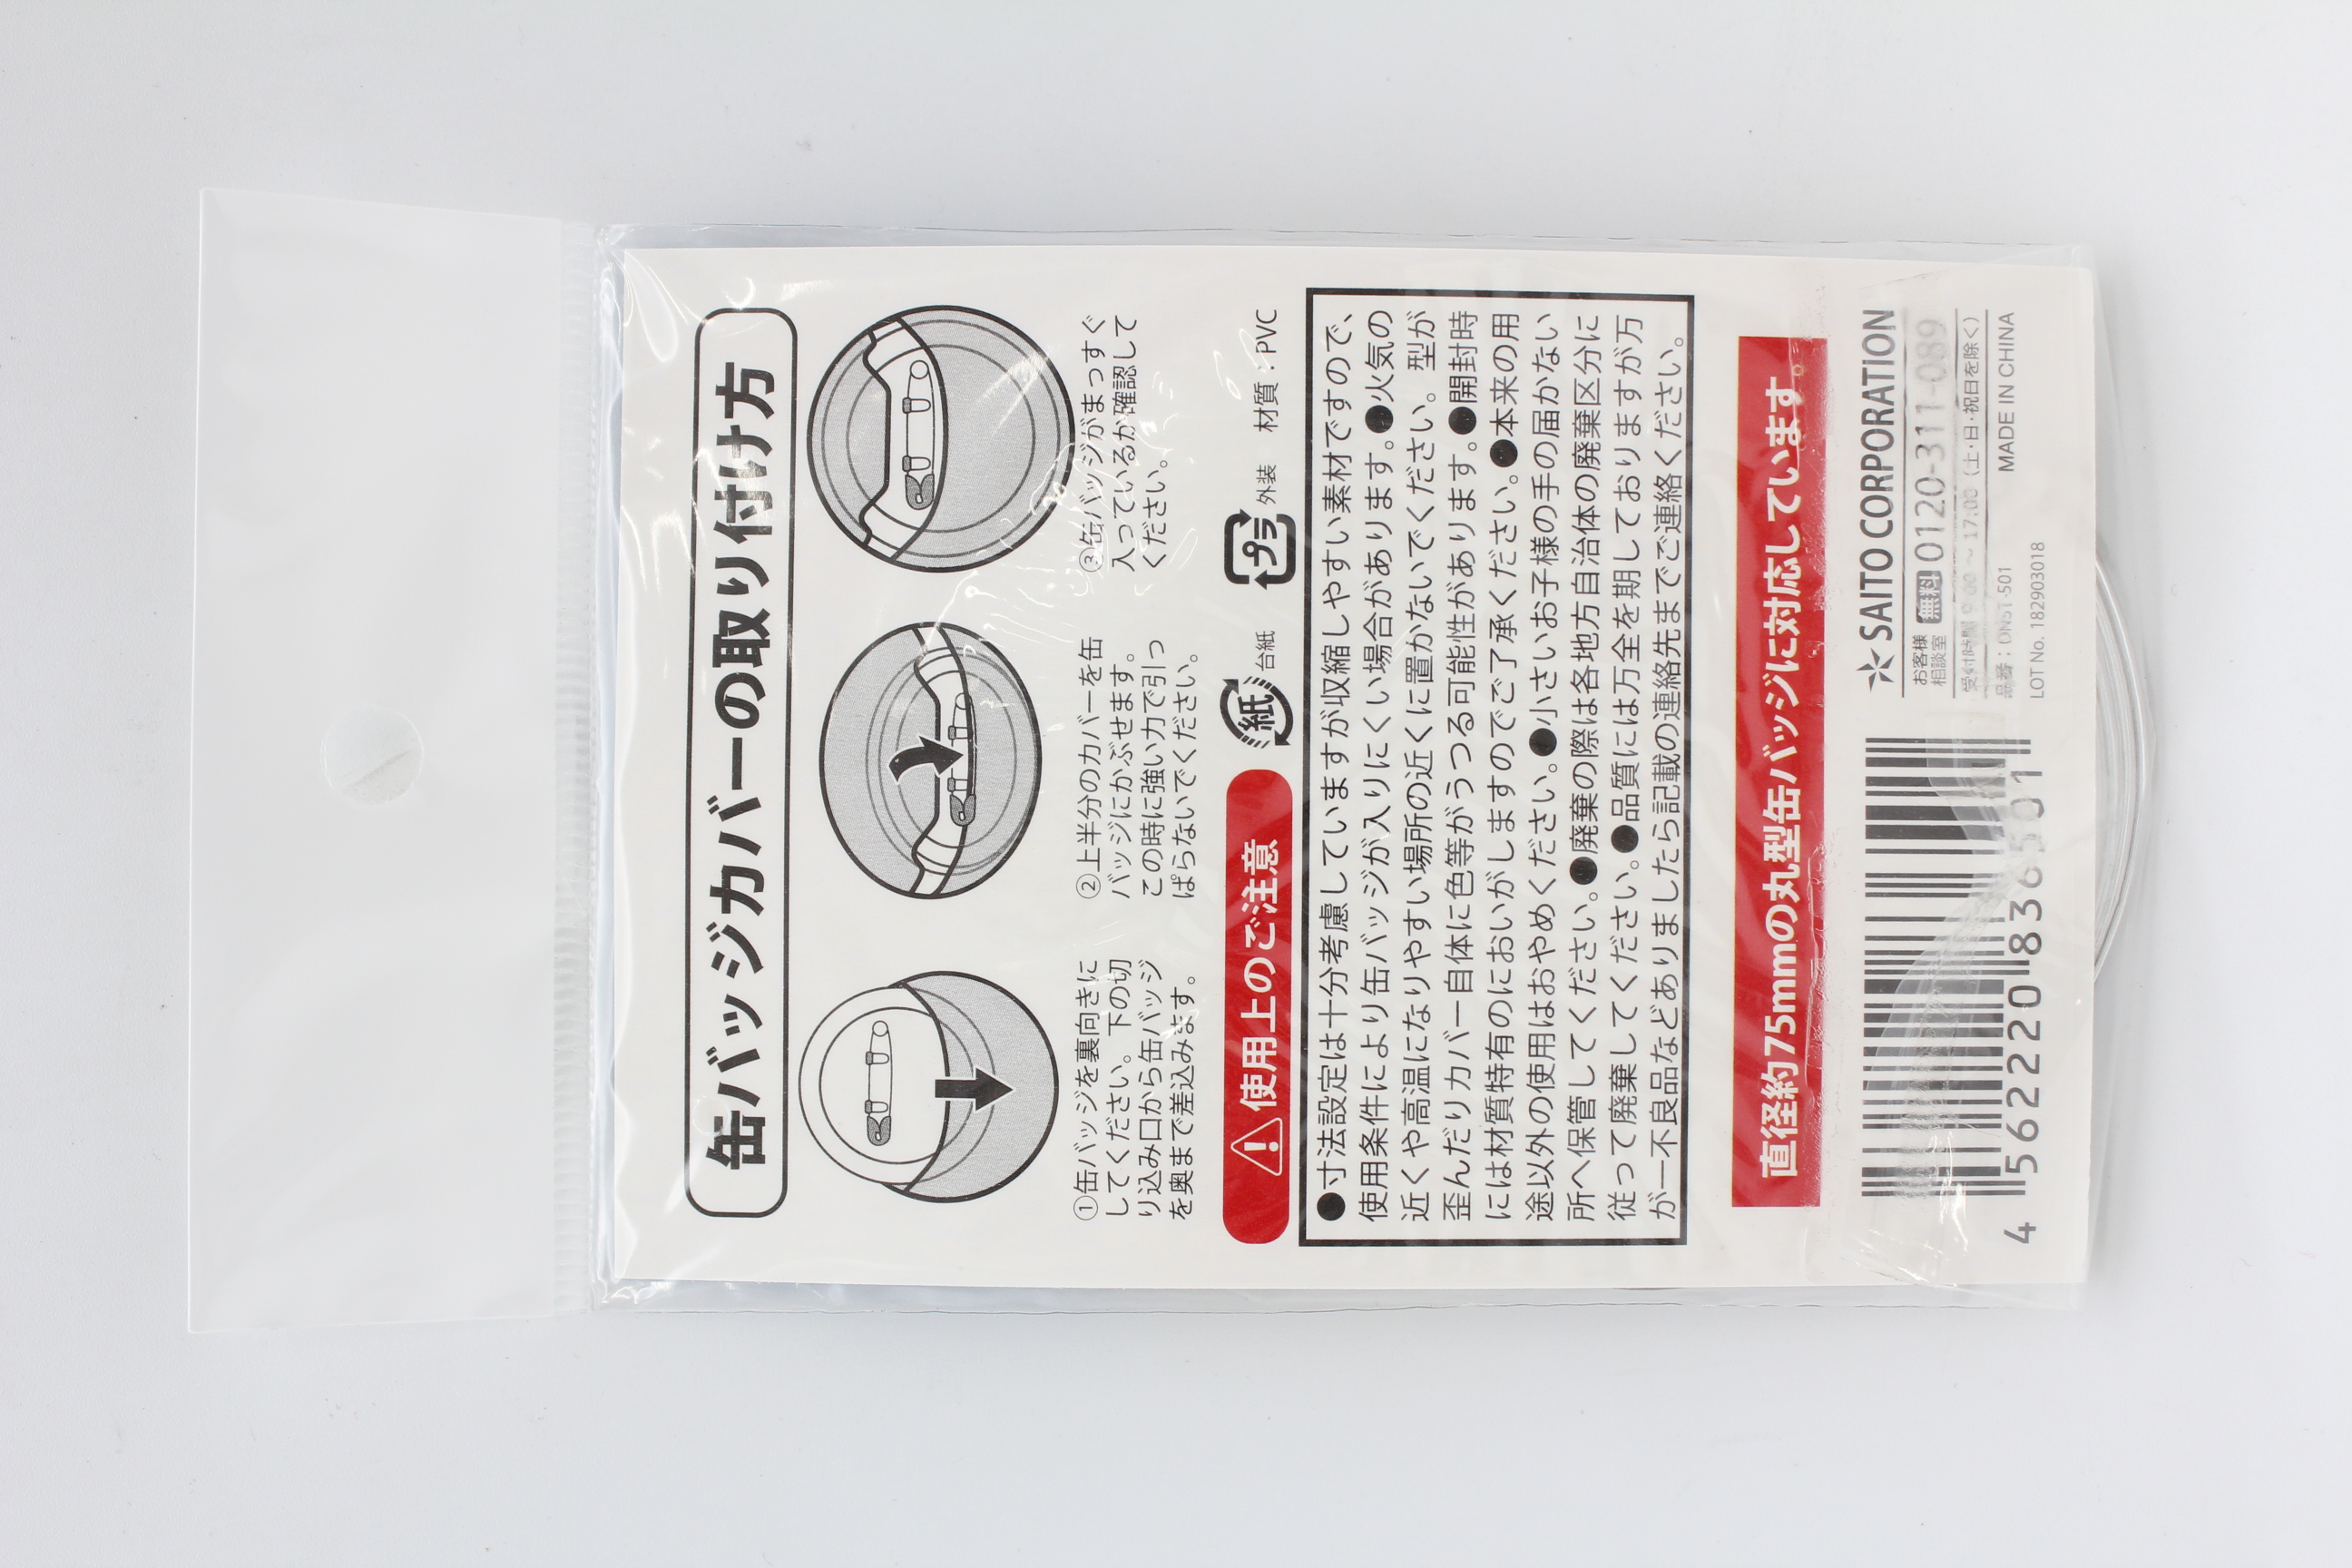 缶バッジカバーの取り付け方
①缶バッジを裏向きに
してください。下の切
り込み口から缶バッジ
を奥まで差込みます。
②上半分のカバーを缶
バッジにかぶせます。
この時に強い力で引っ
ぱらないでください。
③缶バッジがまっすぐ
入っているか確認して
ください。
使用上のご注意
紙 台紙
プラ 外装
材質：PVC
●寸法設定は十分考慮していますが収縮しやすい素材ですので、
使用条件により缶バッジが入りにくい場合があります。●火気の
近くや高温になりやすい場所の近くに置かないでください。型が
歪んだりカバー自体に色等がうつる可能性があります。●開封時
には材質特有のにおいがしますのでご了承ください。●本来の用
途以外の使用はおやめください。●小さいお子様の手の届かない
所へ保管してください。●廃棄の際は各地方自治体の廃棄区分に
従って廃棄してください。●品質には万全を期しておりますが万
が一不良品などありましたら記載の連絡先までご連絡ください。
直径約75mmの丸型缶バッジに対応しています。
4 562220 836501
SAITO CORPORATION
お客様
相談室
無料 0120-311-089
受付時間 9:00～17:00（土・日・祝日を除く）
MADE IN CHINA
LOT No. 182903018